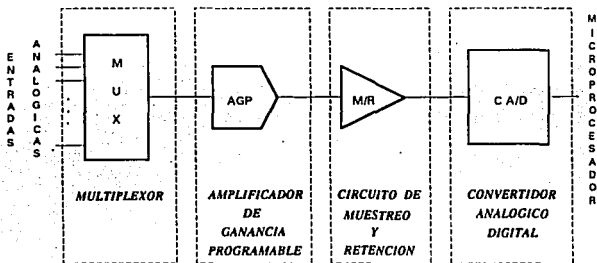 ENTRADAS
ANALOGICAS
MUX
AGP
M/R
C A/D
MICROPROCESADOR
MULTIPLEXOR
AMPLIFICADOR
DE
GANANCIA
PROGRAMABLE
CIRCUITO DE
MUESTREO
Y
RETENCION
CONVERTIDOR
ANALOGICO
DIGITAL